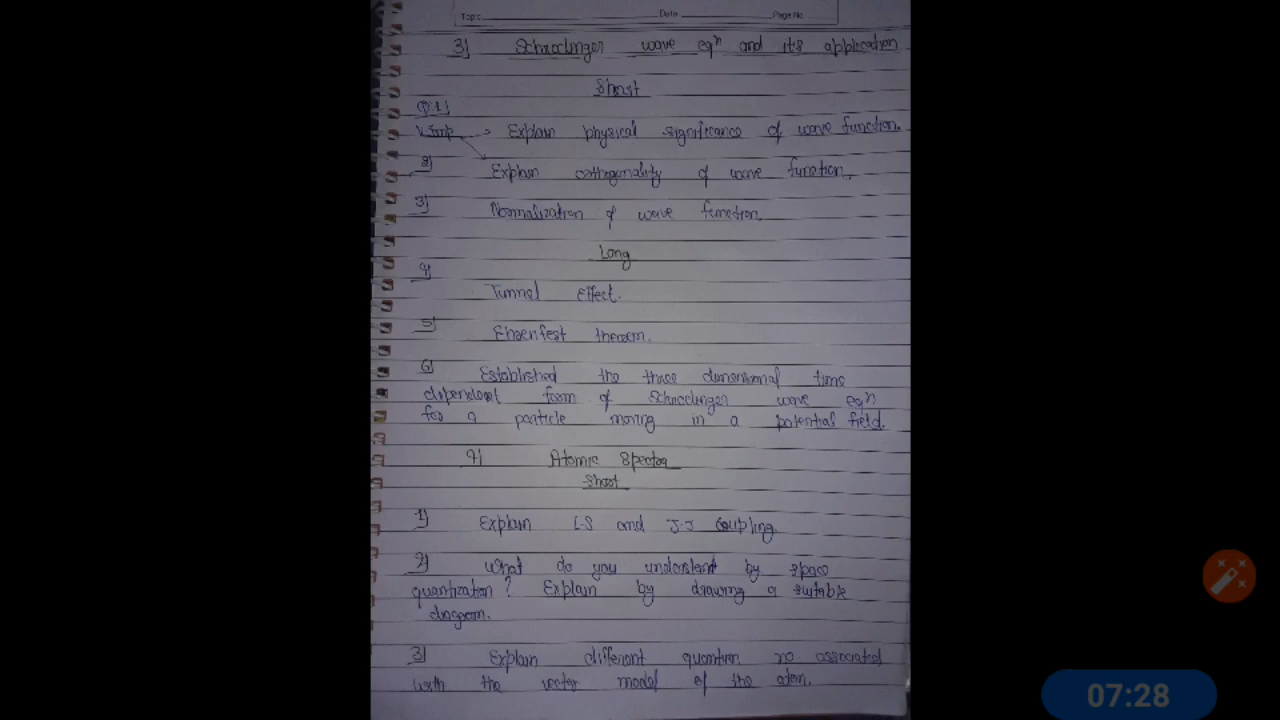 Topic Date Page No
3) Schrodinger wave eqn and its application
Short
Q.1)
V.Imp → Explain physical significance of wave function.
2) Explain orthogonality of wave function.
3) Normalization of wave function.
Long
4) Tunnel Effect.
5) Ehrenfest theorem.
6) Established the three dimensional time
dependent form of Schrodinger wave eqn
for a particle moving in a potential field.
4) Atomic Spectra
Short
1) Explain L-S and J-J Coupling.
2) What do you understand by space
quantization? Explain by drawing a suitable
diagram.
3) Explain different quantum no associated
with the vector model of the atom.
07:28